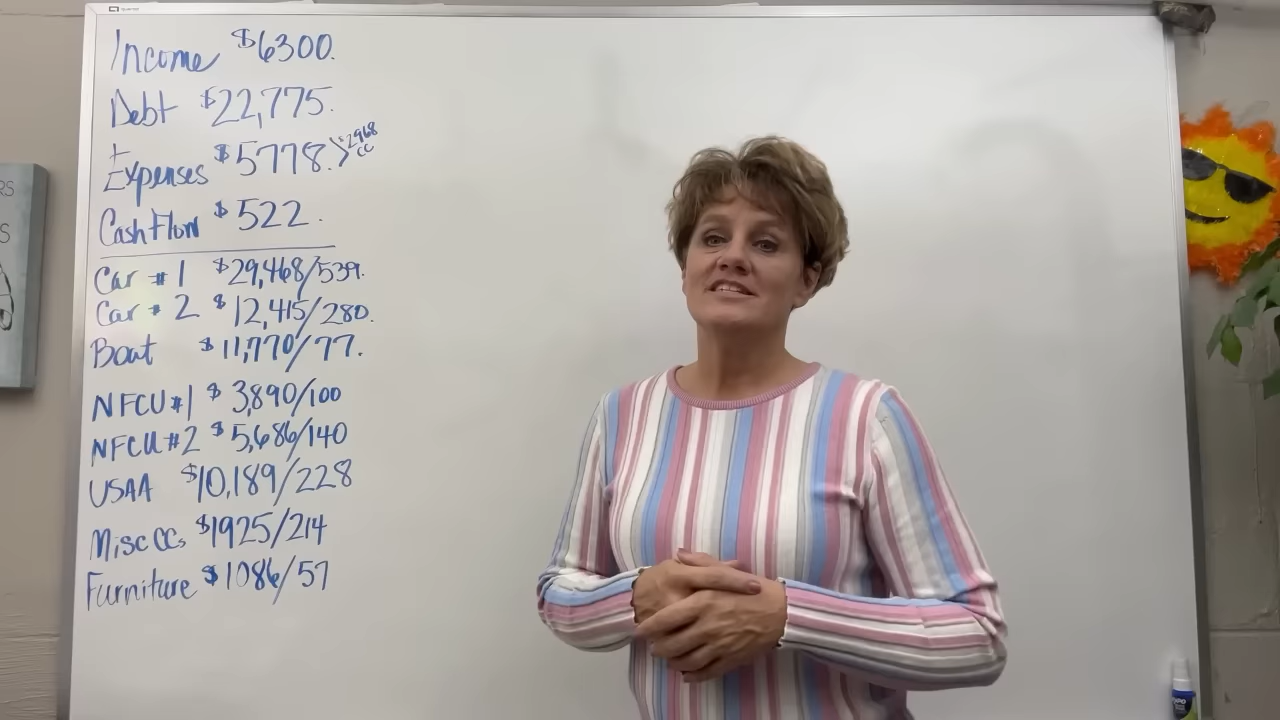 Income $6300.
Debt $22,775.
+
Expenses $5778. > $2968 CC
Cash Flow $522.
Car #1 $29,468/539.
Car #2 $12,415/280.
Boat $11,770/77.
NFCU #1 $3,890/100
NFCU #2 $5,686/140
USAA $10,189/228
Misc CCs $1925/214
Furniture $1086/57
RS
S